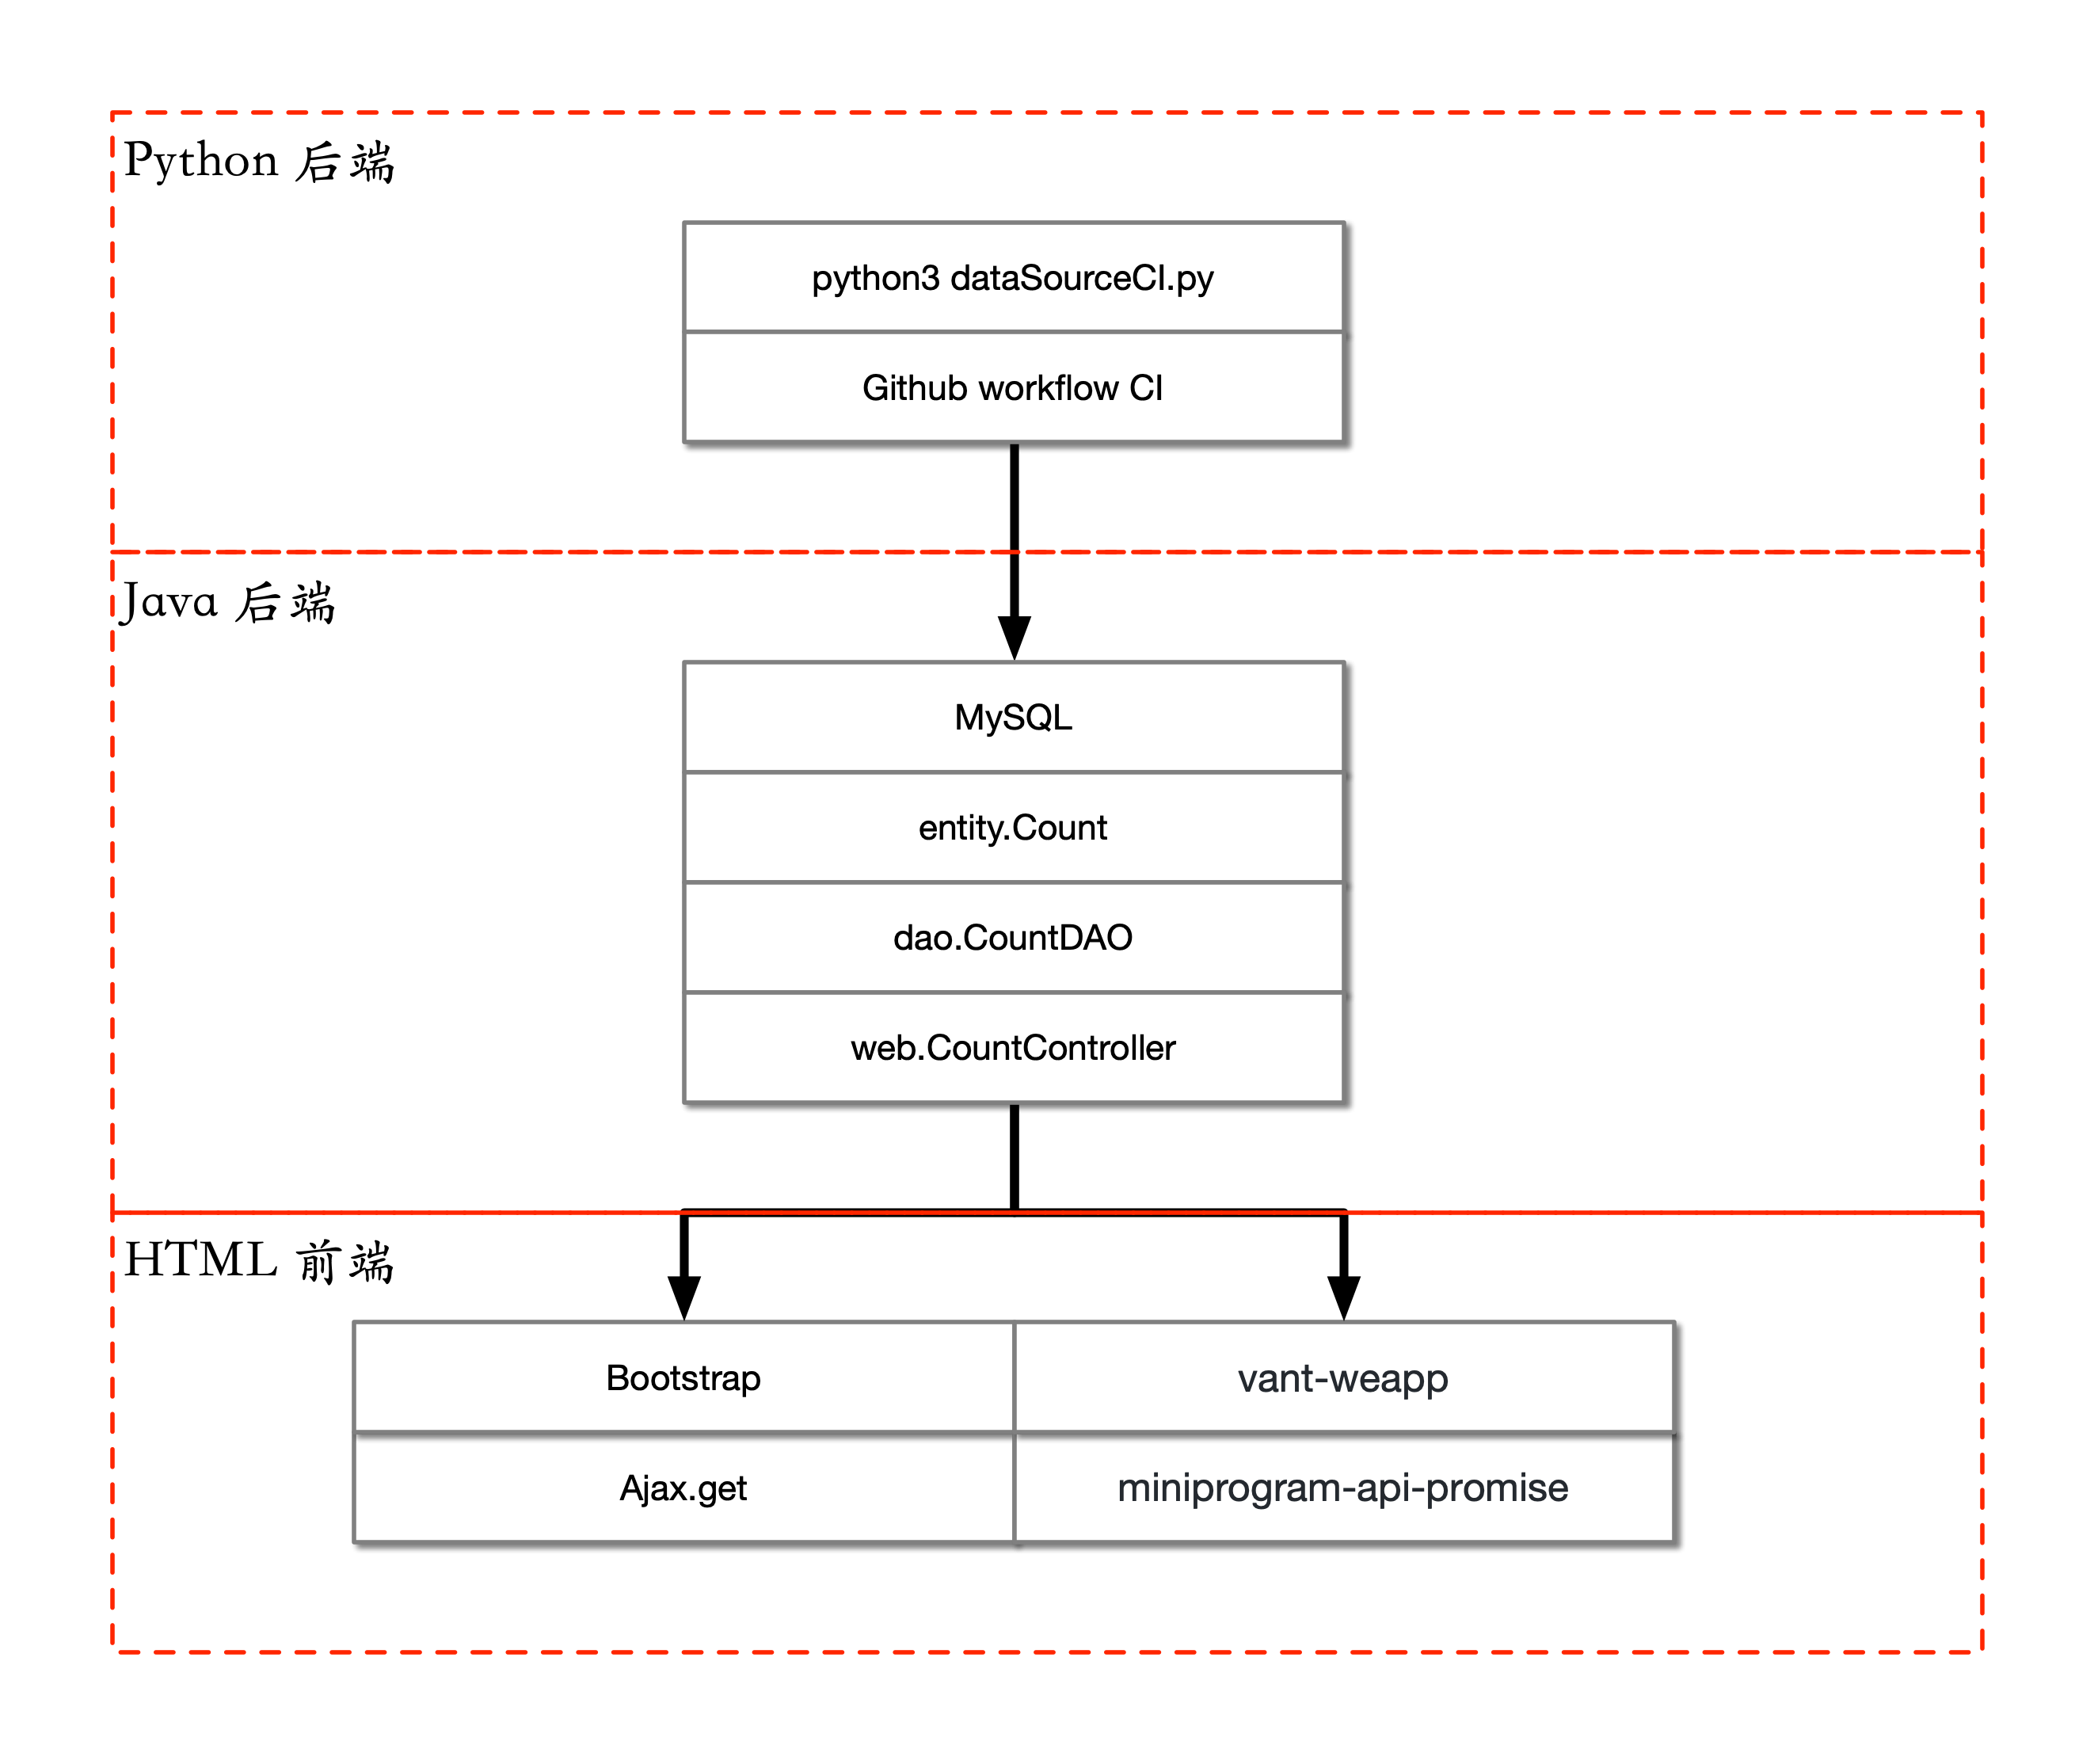 Python 后端
python3 dataSourceCI.py
Github workflow CI
Java 后端
MySQL
entity.Count
dao.CountDAO
web.CountController
HTML 前端
Bootstrap
vant-weapp
Ajax.get
miniprogram-api-promise